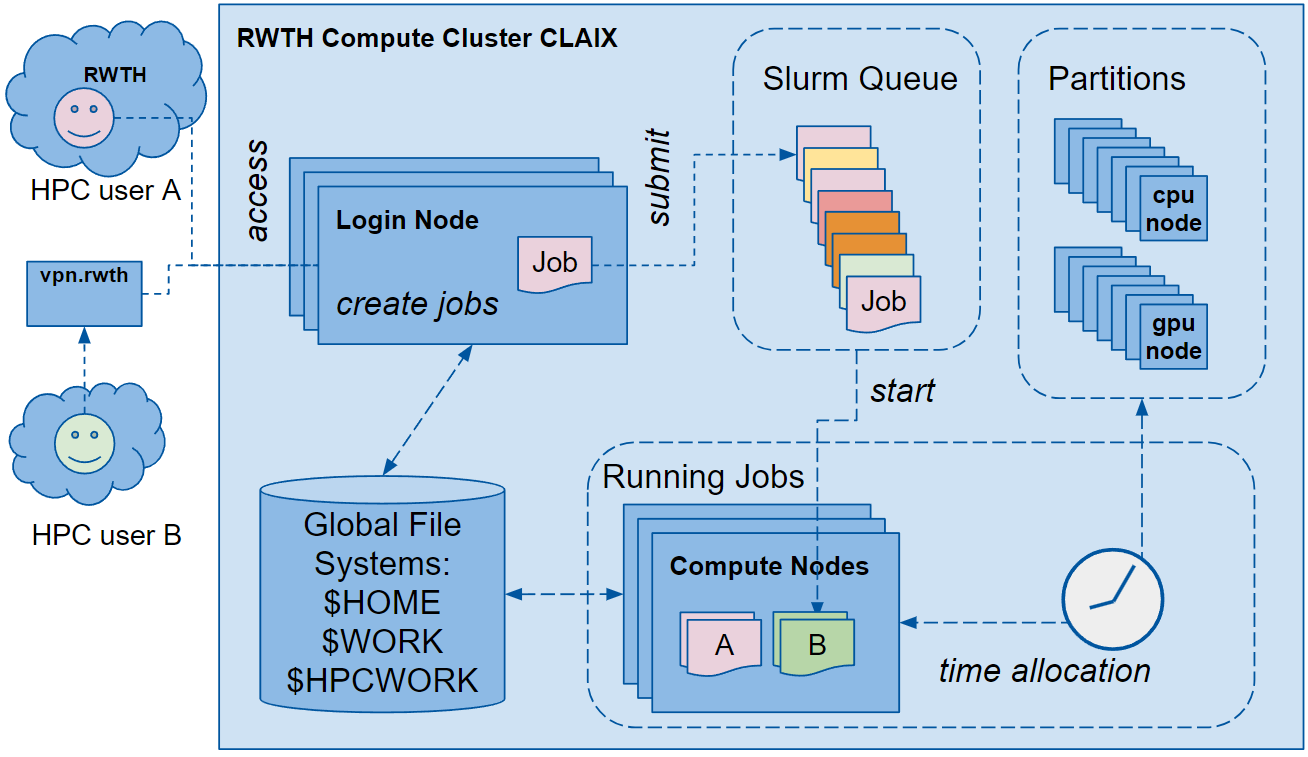 RWTH Compute Cluster CLAIX
RWTH
HPC user A
vpn.rwth
HPC user B
access
Login Node
Job
create jobs
submit
Slurm Queue
Job
start
Partitions
cpu
node
gpu
node
Global File
Systems:
$HOME
$WORK
$HPCWORK
Running Jobs
Compute Nodes
A
B
time allocation